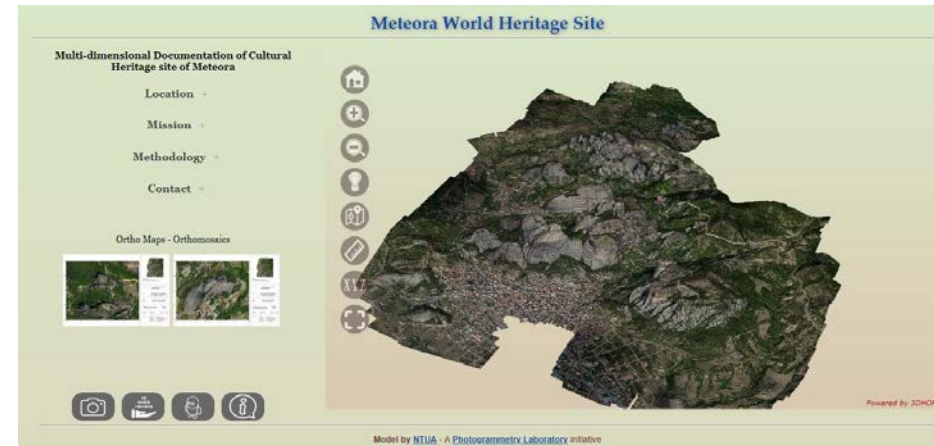 Meteora World Heritage Site
Multi-dimensional Documentation of Cultural
Heritage site of Meteora
Location +
Mission +
Methodology +
Contact +
Ortho Maps - Orthomosaics
XYZ
Powered by 3DHOP
Model by NTUA - A Photogrammetry Laboratory initiative